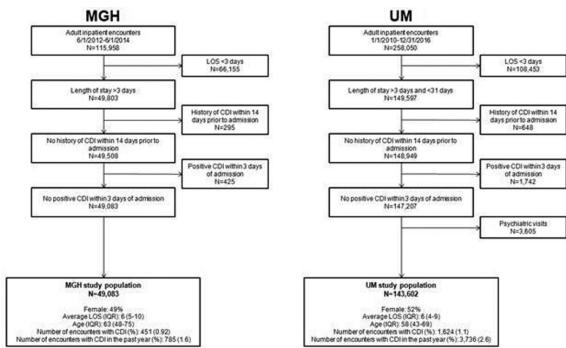 MGH
Adult inpatient encounters
6/1/2012-6/1/2014
N=115,958
LOS <3 days
N=66,155
Length of stay >3 days
N=49,803
History of CDI within 14
days prior to admission
N=295
No history of CDI within 14 days prior to
admission
N=49,508
Positive CDI within 3 days
of admission
N=425
No positive CDI within 3 days of admission
N=49,083
MGH study population
N=49,083
Female: 49%
Average LOS (IQR): 6 (5-10)
Age (IQR): 63 (48-75)
Number of encounters with CDI (%): 451 (0.92)
Number of encounters with CDI in the past year (%): 785 (1.6)
UM
Adult inpatient encounters
1/1/2010-12/31/2016
N=258,050
LOS <3 days
N=108,453
Length of stay >3 days and <31 days
N=149,597
History of CDI within 14
days prior to admission
N=648
No history of CDI within 14 days prior to
admission
N=148,949
Positive CDI within 3 days
of admission
N=1,742
No positive CDI within 3 days of admission
N=147,207
Psychiatric visits
N=3,605
UM study population
N=143,602
Female: 52%
Average LOS (IQR): 6 (4-9)
Age (IQR): 58 (43-69)
Number of encounters with CDI (%): 1,624 (1.1)
Number of encounters with CDI in the past year (%): 3,736 (2.6)